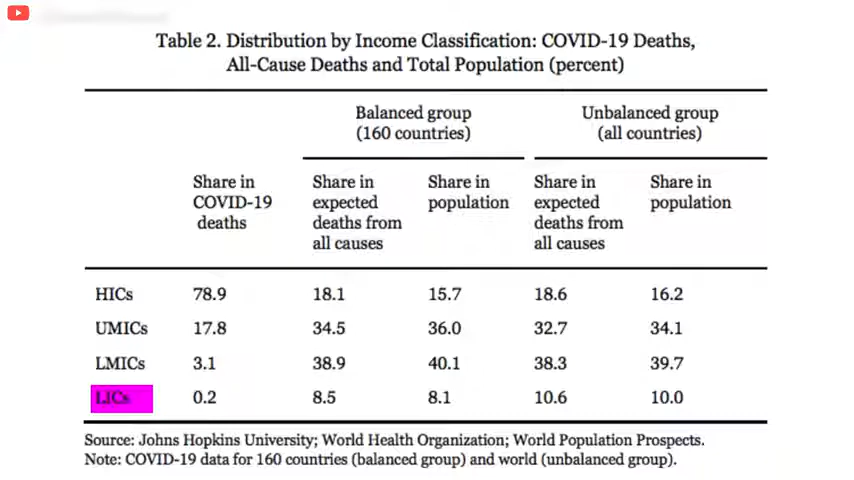 Table 2. Distribution by Income Classification: COVID-19 Deaths,
All-Cause Deaths and Total Population (percent)
Balanced group Unbalanced group
(160 countries) (all countries)
Share in Share in Share in Share in Share in
COVID-19 expected population expected population
deaths deaths from deaths from
all causes all causes
HICs 78.9 18.1 15.7 18.6 16.2
UMICs 17.8 34.5 36.0 32.7 34.1
LMICs 3.1 38.9 40.1 38.3 39.7
LICs 0.2 8.5 8.1 10.6 10.0
Source: Johns Hopkins University; World Health Organization; World Population Prospects.
Note: COVID-19 data for 160 countries (balanced group) and world (unbalanced group).